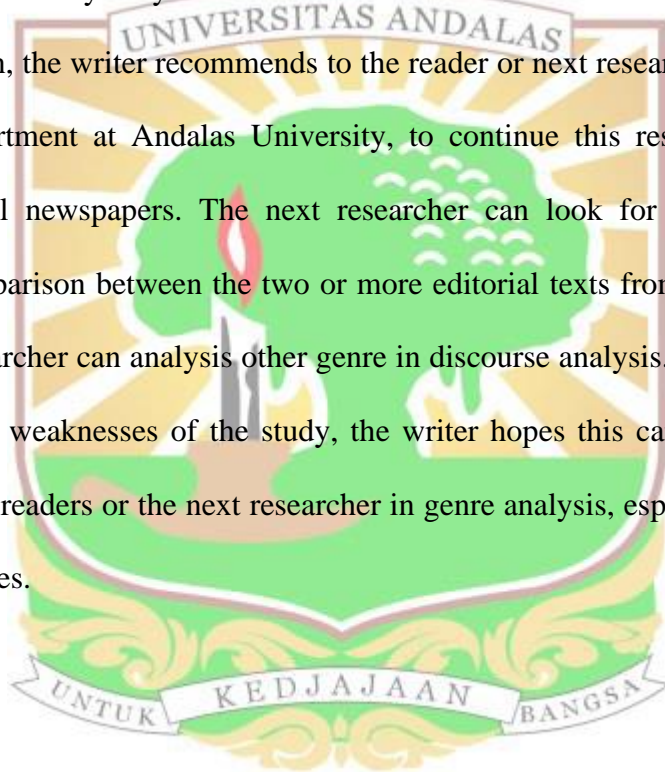 UNIVERSITAS ANDALAS
, the writer recommends to the reader or next resear
rtment at Andalas University, to continue this res
l newspapers. The next researcher can look for
parison between the two or more editorial texts from
archer can analysis other genre in discourse analysis.
weaknesses of the study, the writer hopes this ca
readers or the next researcher in genre analysis, esp
es.
UNTUK KEDJAJAAN BANGSA